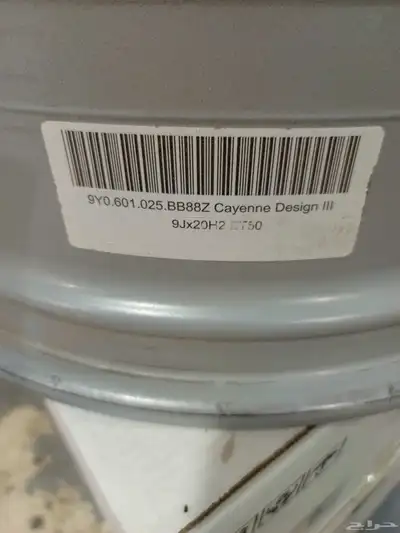 9Y0.601.025.BB88Z Cayenne Design III
9Jx20H2 ET50
حراج